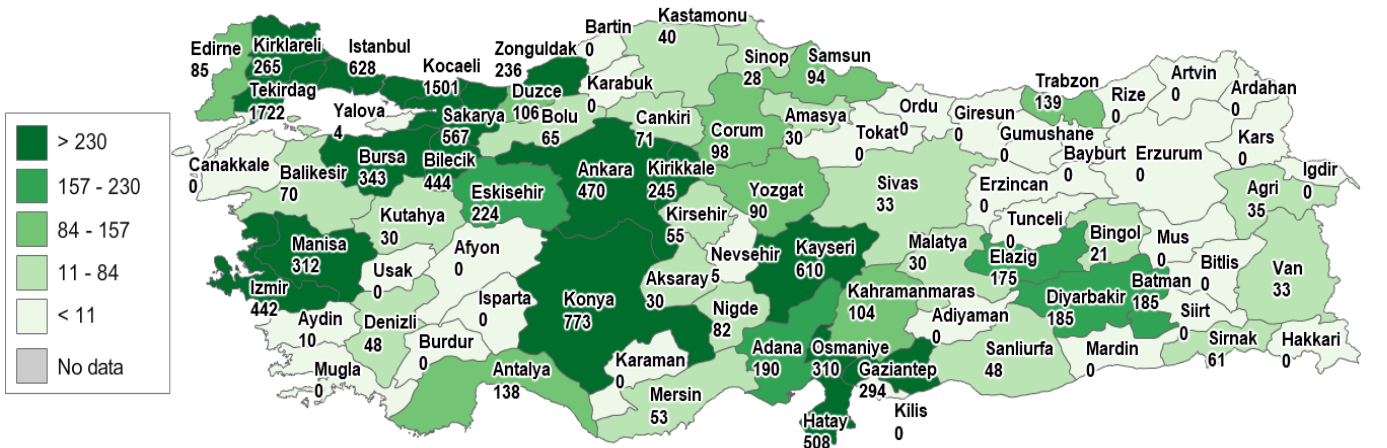 > 230
157 - 230
84 - 157
11 - 84
< 11
No data
Edirne
85
Kirklareli
265
Tekirdag
1722
Istanbul
628
Kocaeli
1501
Yalova
4
Sakarya
567
Zonguldak
236
Duzce
106
Bolu
65
Bartin
0
Karabuk
0
Kastamonu
40
Cankiri
71
Sinop
28
Samsun
94
Corum
98
Amasya
30
Tokat
0
Ordu
0
Giresun
0
Gumushane
0
Trabzon
139
Bayburt
0
Rize
0
Artvin
0
Ardahan
0
Kars
0
Erzurum
0
Igdir
0
Agri
35
Canakkale
0
Balikesir
70
Bursa
343
Bilecik
444
Eskisehir
224
Kutahya
30
Ankara
470
Kirikkale
245
Kirsehir
55
Yozgat
90
Sivas
33
Erzincan
0
Tunceli
0
Bingol
21
Mus
0
Bitlis
0
Van
33
Manisa
312
Izmir
442
Usak
0
Afyon
0
Aydin
10
Denizli
48
Mugla
0
Isparta
0
Burdur
0
Antalya
138
Konya
773
Karaman
0
Mersin
53
Aksaray
30
Nevsehir
5
Nigde
82
Kayseri
610
Malatya
30
Elazig
175
Kahramanmaras
104
Adiyaman
0
Diyarbakir
185
Batman
185
Siirt
0
Sirnak
61
Hakkari
0
Mardin
0
Sanliurfa
48
Adana
190
Osmaniye
310
Gaziantep
294
Kilis
0
Hatay
508